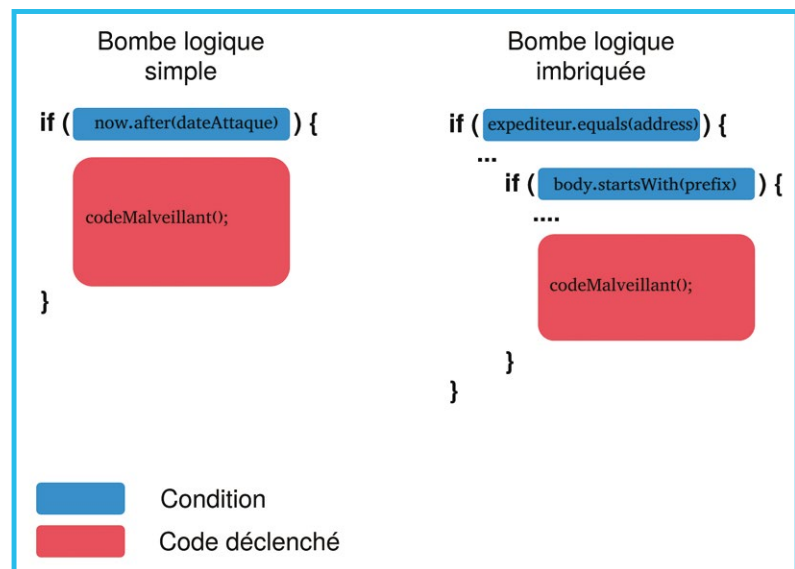 Bombe logique
simple
if ( now.after(dateAttaque) ) {
codeMalveillant();
}
Bombe logique
imbriquée
if ( expediteur.equals(address) ) {
...
if ( body.startsWith(prefix) ) {
....
codeMalveillant();
}
}
Condition
Code déclenché